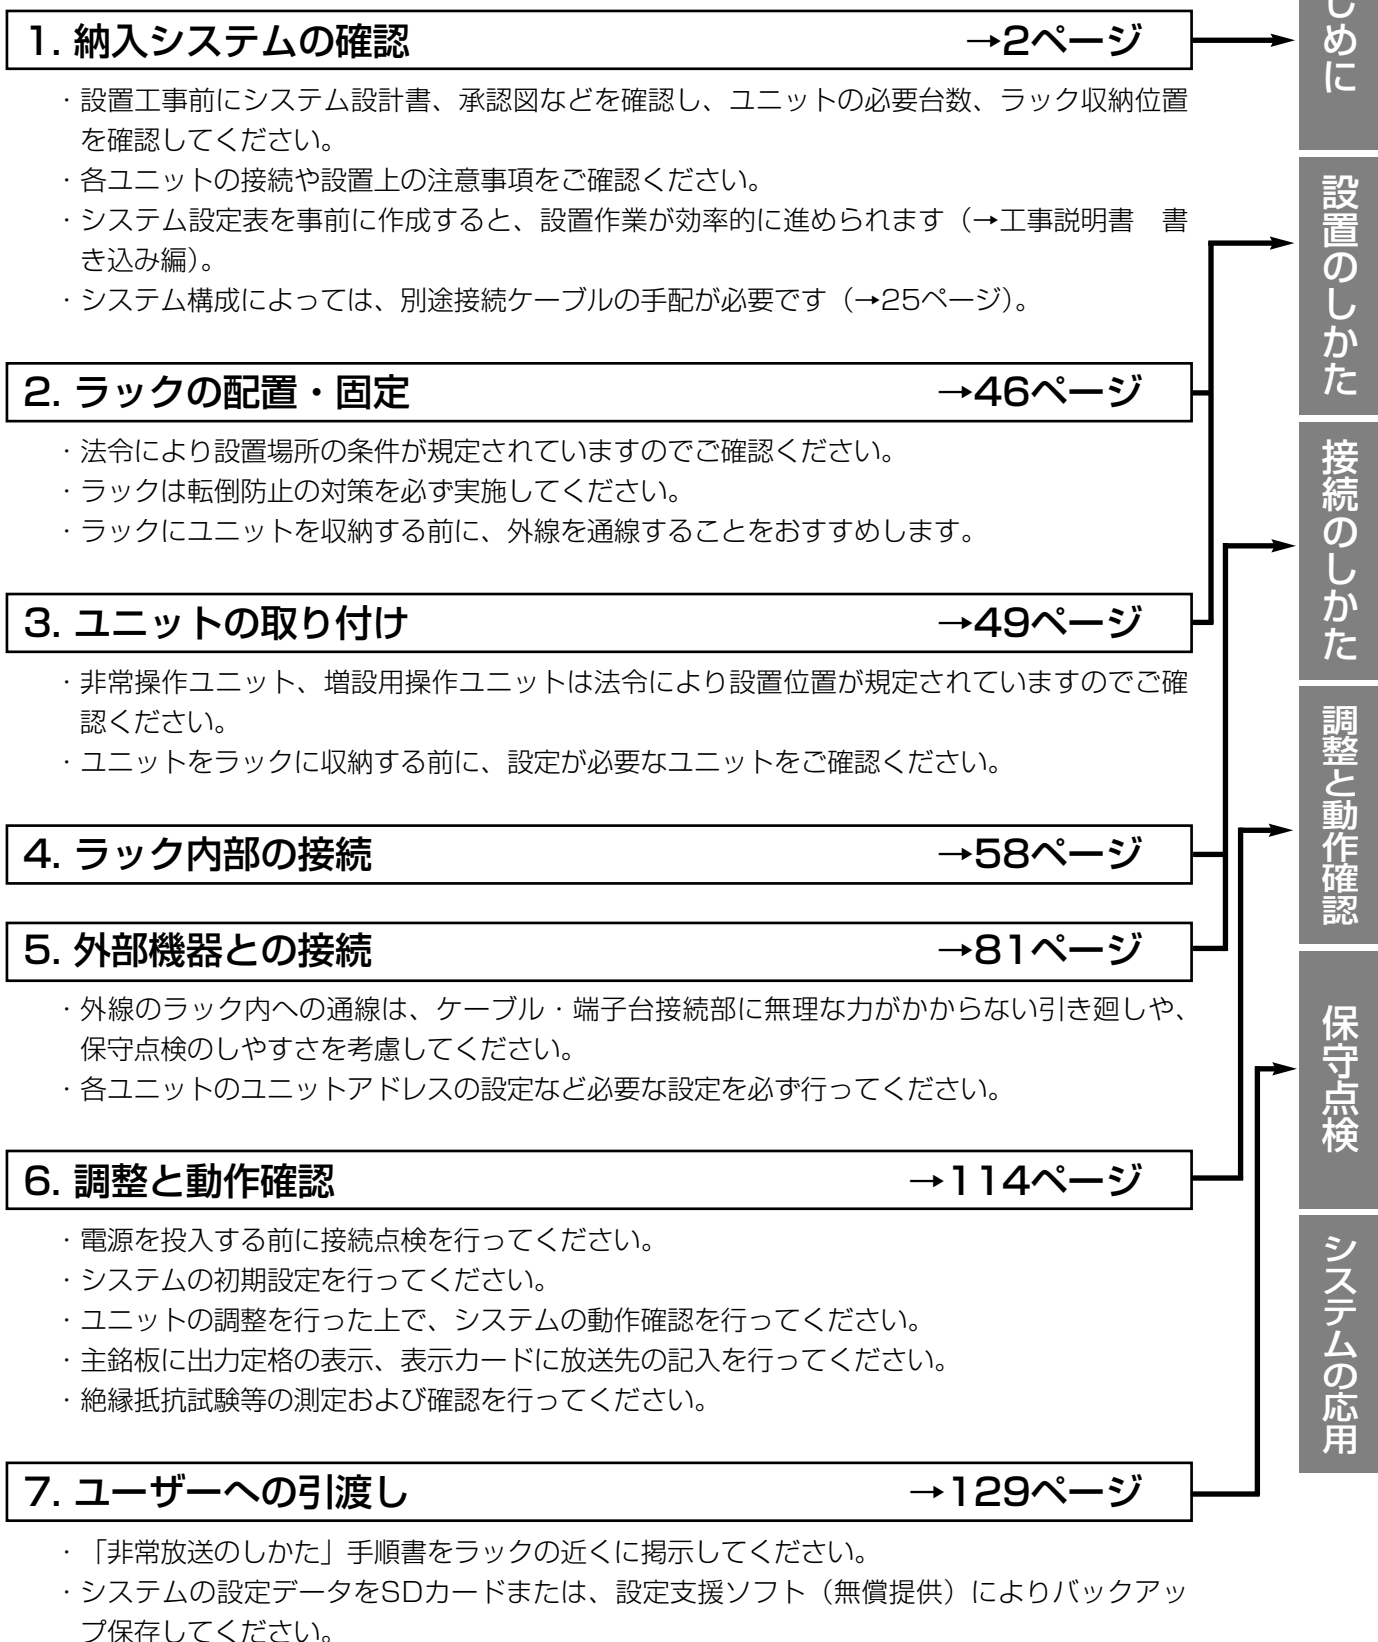 1. 納入システムの確認 →2ページ
・設置工事前にシステム設計書、承認図などを確認し、ユニットの必要台数、ラック収納位置
を確認してください。
・各ユニットの接続や設置上の注意事項をご確認ください。
・システム設定表を事前に作成すると、設置作業が効率的に進められます（→工事説明書　書
き込み編）。
・システム構成によっては、別途接続ケーブルの手配が必要です（→25ページ）。
2. ラックの配置・固定 →46ページ
・法令により設置場所の条件が規定されていますのでご確認ください。
・ラックは転倒防止の対策を必ず実施してください。
・ラックにユニットを収納する前に、外線を通線することをおすすめします。
3. ユニットの取り付け →49ページ
・非常操作ユニット、増設用操作ユニットは法令により設置位置が規定されていますのでご確
認ください。
・ユニットをラックに収納する前に、設定が必要なユニットをご確認ください。
4. ラック内部の接続 →58ページ
5. 外部機器との接続 →81ページ
・外線のラック内への通線は、ケーブル・端子台接続部に無理な力がかからない引き廻しや、
保守点検のしやすさを考慮してください。
・各ユニットのユニットアドレスの設定など必要な設定を必ず行ってください。
6. 調整と動作確認 →114ページ
・電源を投入する前に接続点検を行ってください。
・システムの初期設定を行ってください。
・ユニットの調整を行った上で、システムの動作確認を行ってください。
・主銘板に出力定格の表示、表示カードに放送先の記入を行ってください。
・絶縁抵抗試験等の測定および確認を行ってください。
7. ユーザーへの引渡し →129ページ
・「非常放送のしかた」手順書をラックの近くに掲示してください。
・システムの設定データをSDカードまたは、設定支援ソフト（無償提供）によりバックアッ
プ保存してください。
じめに
設置のしかた
接続のしかた
調整と動作確認
保守点検
システムの応用